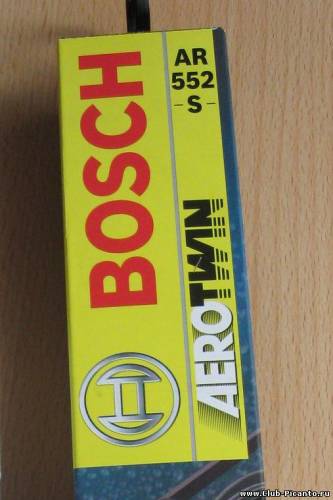 AR
552
-S-
BOSCH
AEROTWIN
www.Club-Picanto.ru